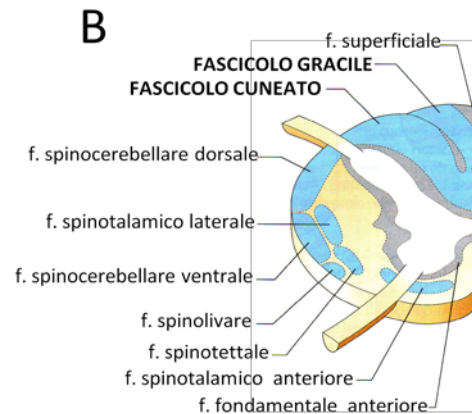 B
f. superficiale
FASCICOLO GRACILE
FASCICOLO CUNEATO
f. spinocerebellare dorsale
f. spinotalamico laterale
f. spinocerebellare ventrale
f. spinolivare
f. spinotettale
f. spinotalamico anteriore
f. fondamentale anteriore